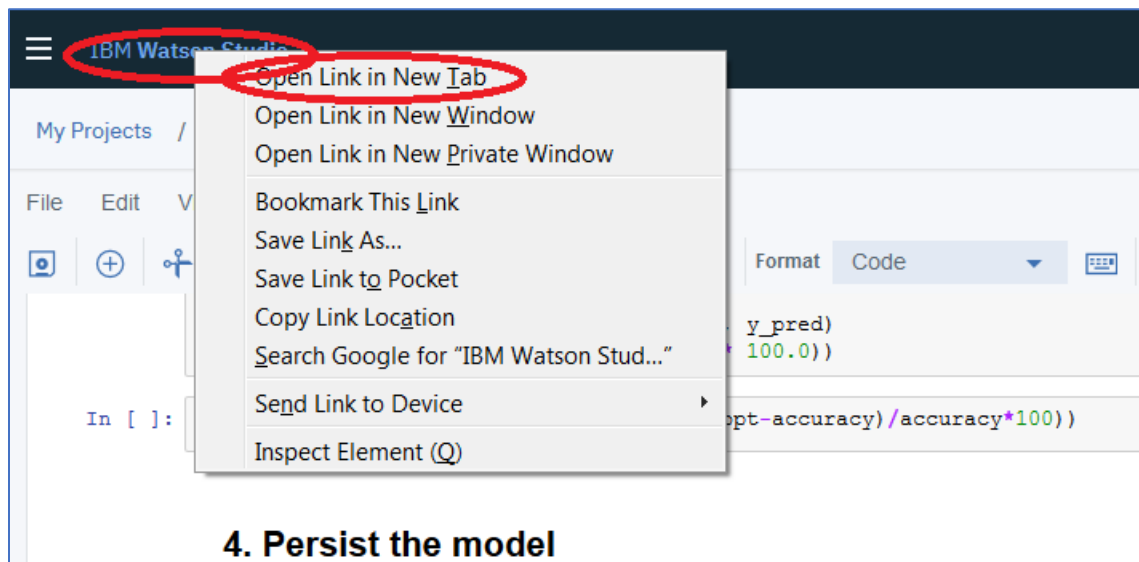 IBM Watson Studio
Open Link in New Tab
Open Link in New Window
My Projects /
Open Link in New Private Window
File Edit V
Bookmark This Link
Save Link As...
Format Code
Save Link to Pocket
Copy Link Location
y_pred)
Search Google for “IBM Watson Stud...”
* 100.0))
Send Link to Device
In [ ]:
opt-accuracy)/accuracy*100))
Inspect Element (Q)
4. Persist the model